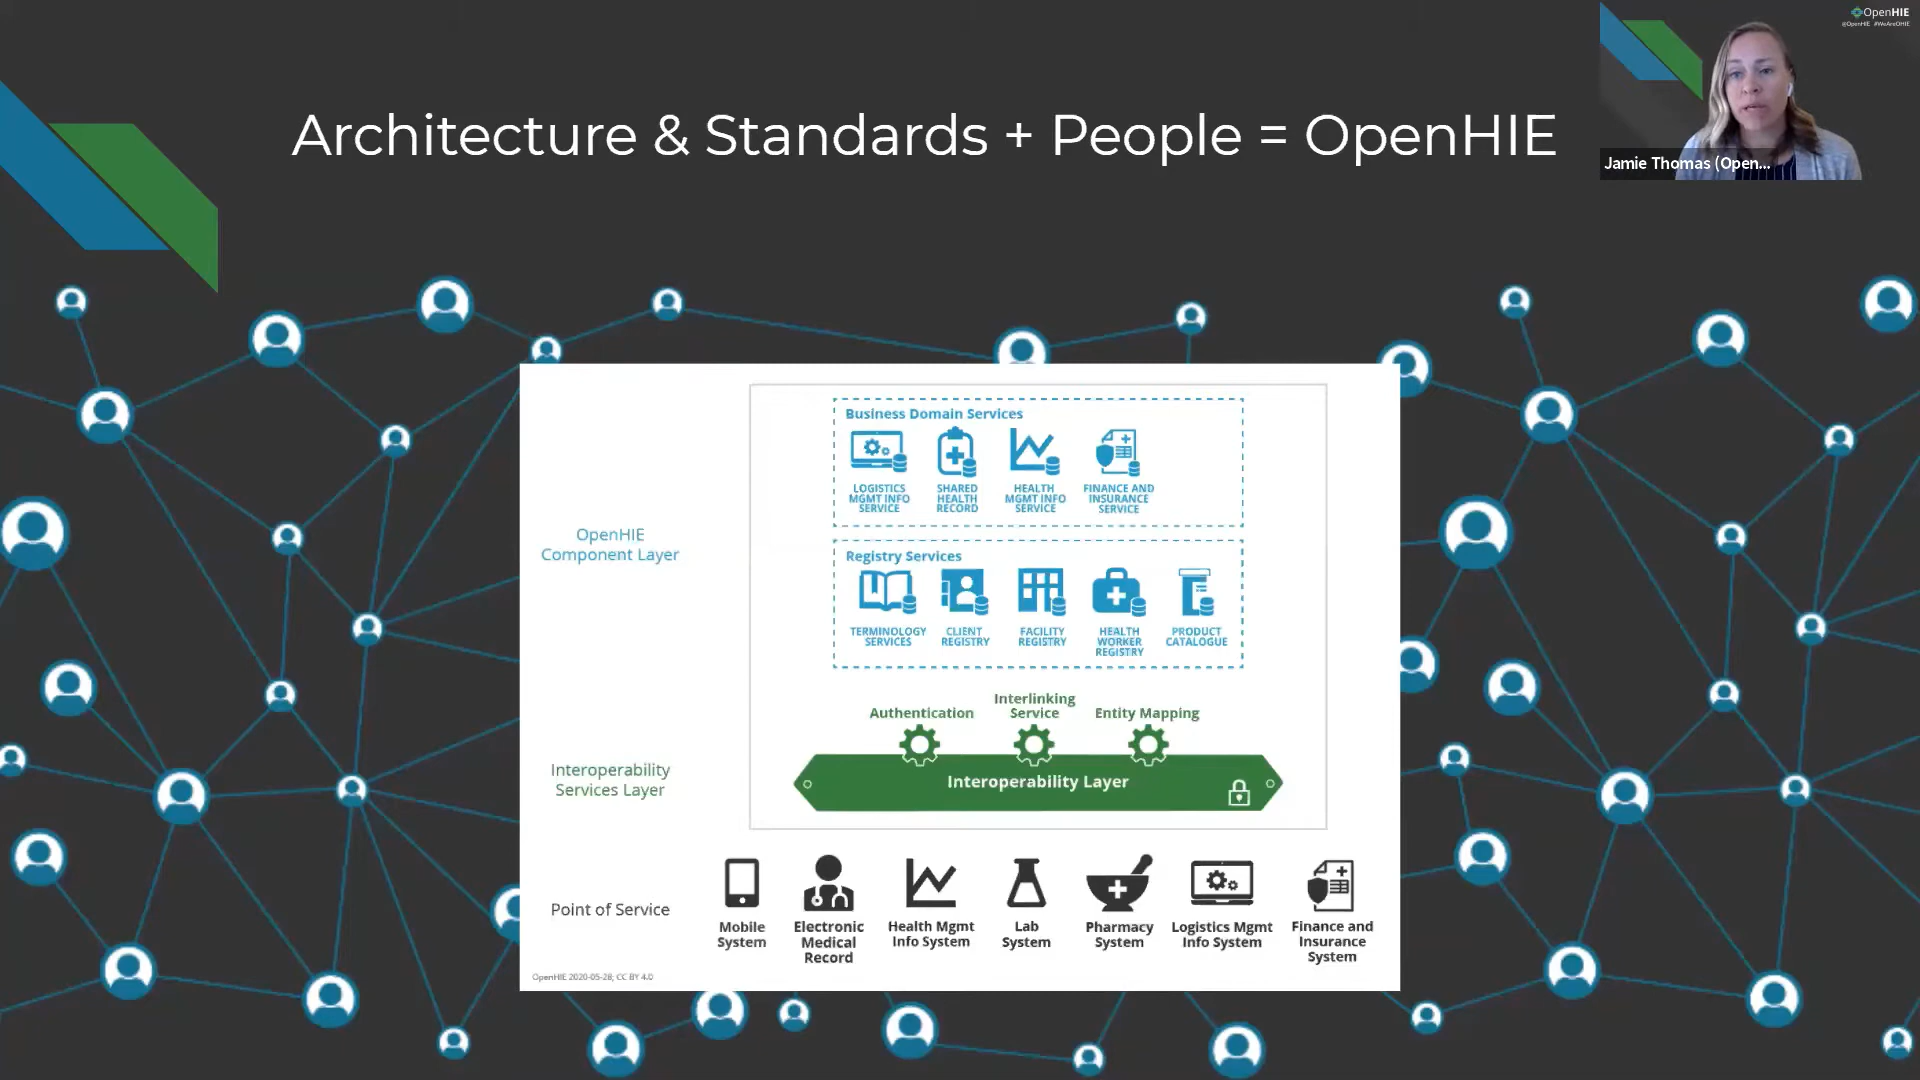 OpenHIE
@OpenHIE #WeAreOHIE
Architecture & Standards + People = OpenHIE
Jamie Thomas (Open...
Business Domain Services
LOGISTICS
MGMT INFO
SERVICE
SHARED
HEALTH
RECORD
HEALTH
MGMT INFO
SERVICE
FINANCE AND
INSURANCE
SERVICE
OpenHIE
Component Layer
Registry Services
TERMINOLOGY
SERVICES
CLIENT
REGISTRY
FACILITY
REGISTRY
HEALTH
WORKER
REGISTRY
PRODUCT
CATALOGUE
Authentication
Interlinking
Service
Entity Mapping
Interoperability
Services Layer
Interoperability Layer
Point of Service
Mobile
System
Electronic
Medical
Record
Health Mgmt
Info System
Lab
System
Pharmacy
System
Logistics Mgmt
Info System
Finance and
Insurance
System
OpenHIE 2020-05-28; CC BY 4.0